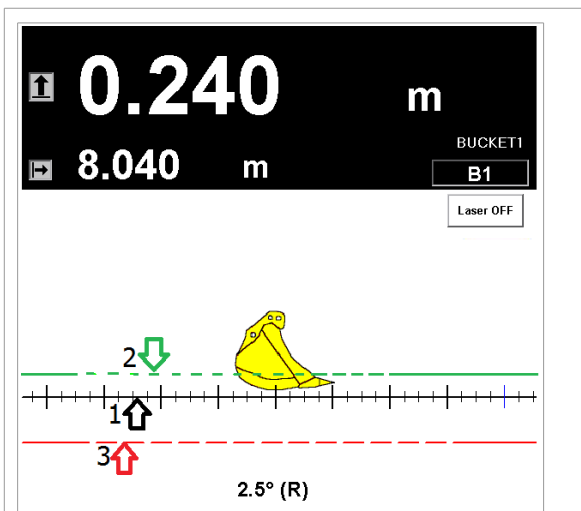 0.240 m
BUCKET1
8.040 m
B1
Laser OFF
2
1
3
2.5° (R)